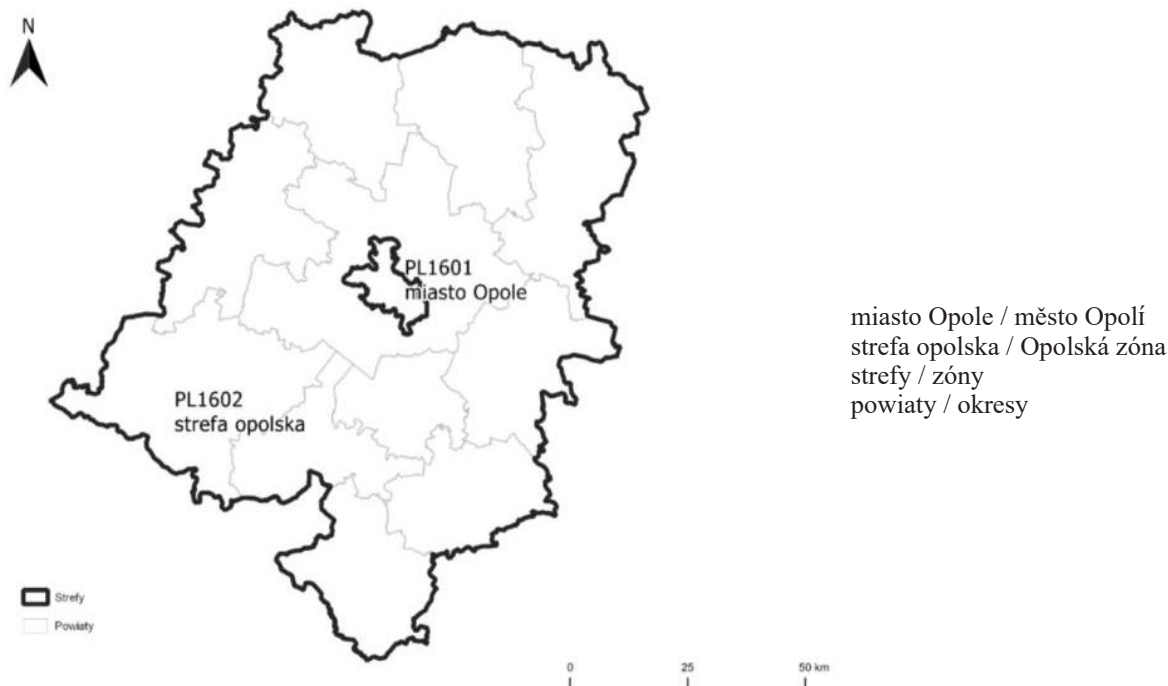 N
PL1601
miasto Opole
PL1602
strefa opolska
miasto Opole / město Opolí
strefa opolska / Opolská zóna
strefy / zóny
powiaty / okresy
Strefy
Powiaty
0 25 50 km